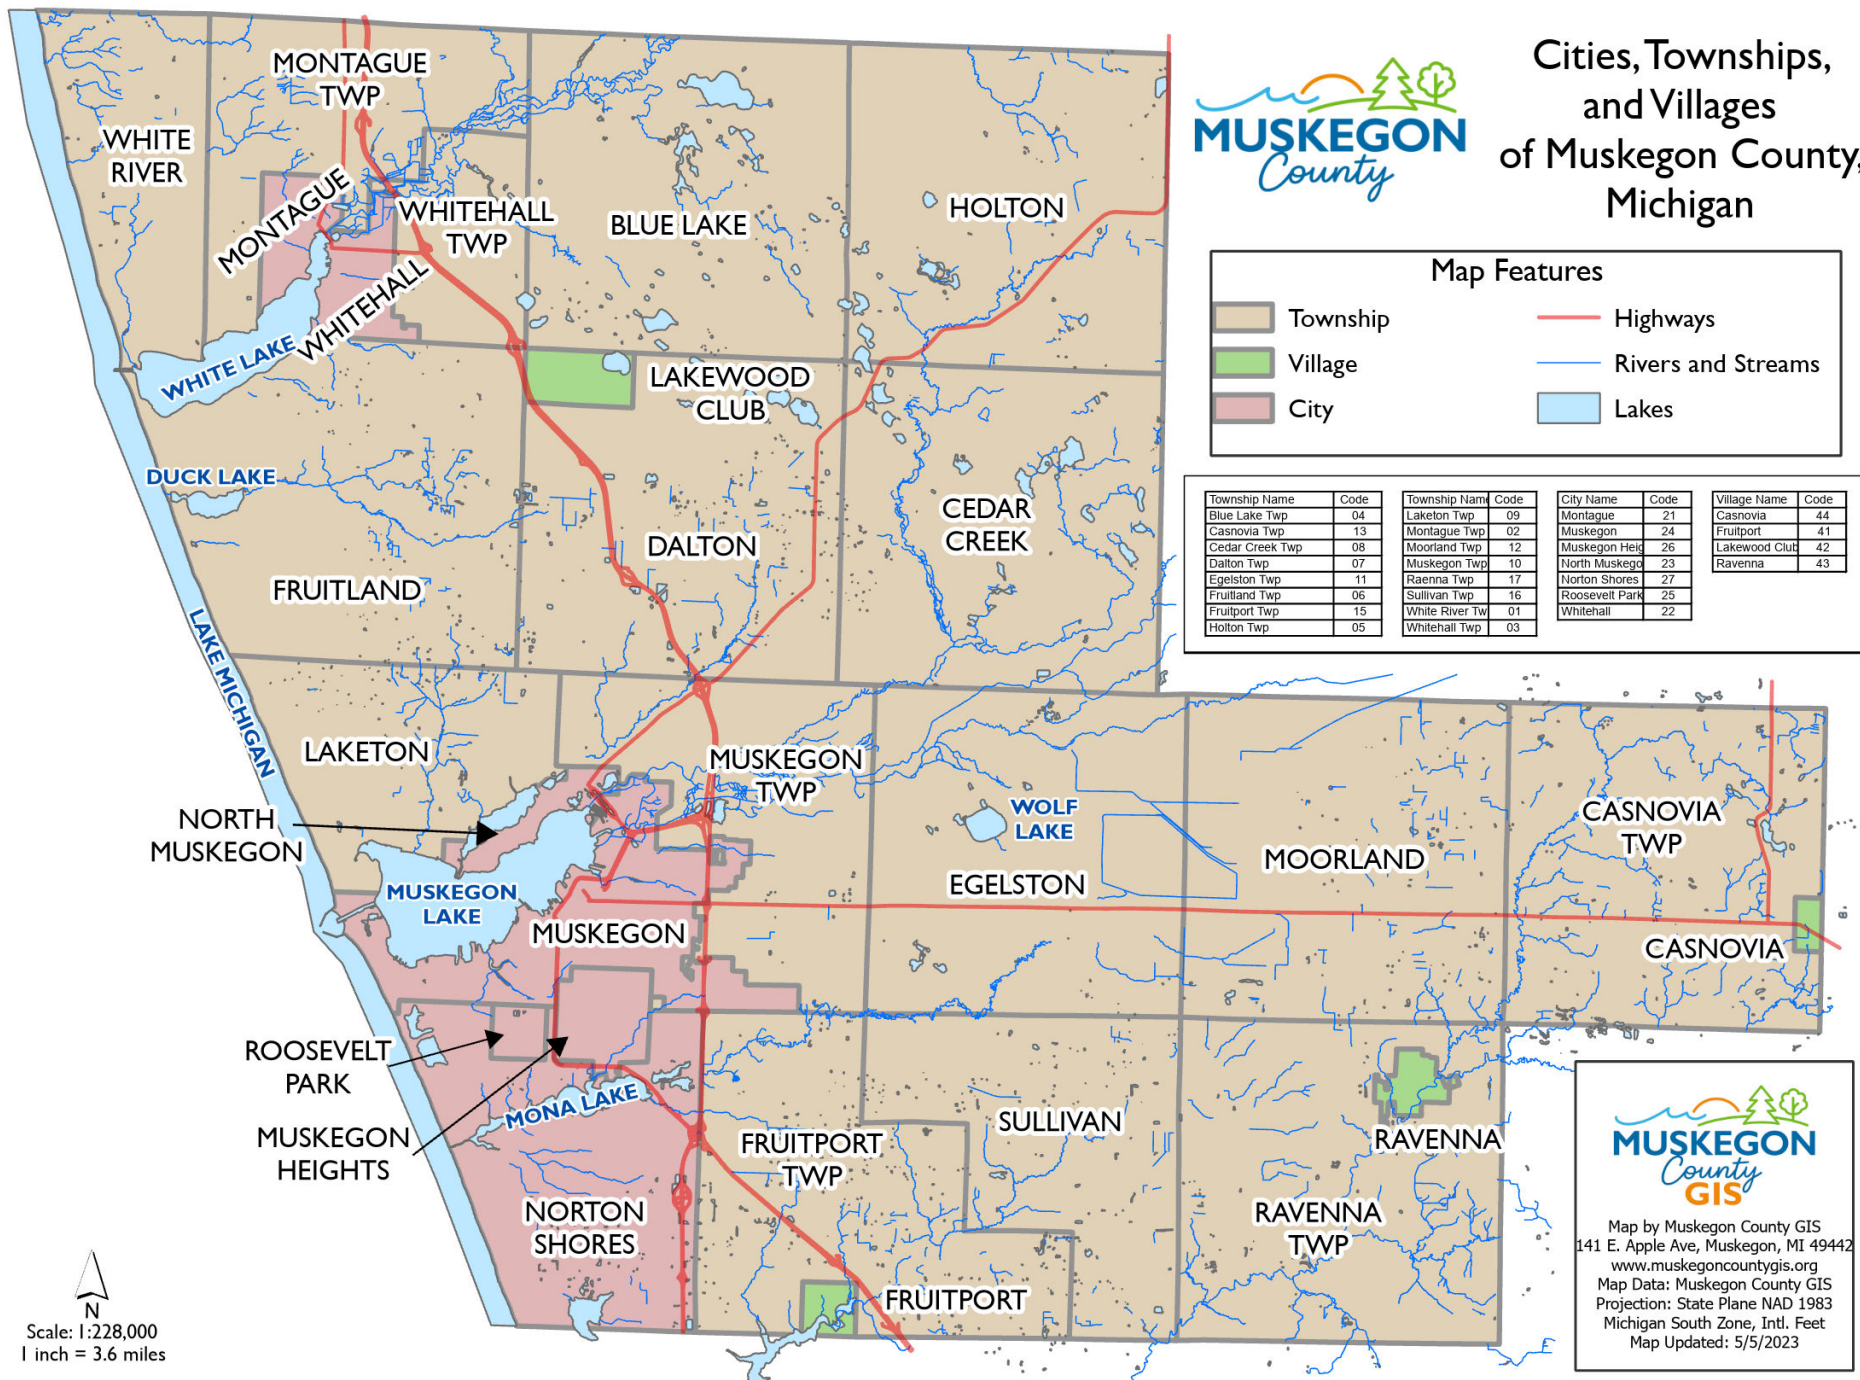 Cities, Townships,
and Villages
of Muskegon County,
Michigan
MUSKEGON
County
Map Features
Township
Village
City
Highways
Rivers and Streams
Lakes
Township Name Code
Blue Lake Twp 04
Casnovia Twp 13
Cedar Creek Twp 08
Dalton Twp 07
Egelston Twp 11
Fruitland Twp 06
Fruitport Twp 15
Holton Twp 05
Township Name Code
Laketon Twp 09
Montague Twp 02
Moorland Twp 12
Muskegon Twp 10
Raenna Twp 17
Sullivan Twp 16
White River Tw 01
Whitehall Twp 03
City Name Code
Montague 21
Muskegon 24
Muskegon Heig 26
North Muskego 23
Norton Shores 27
Roosevelt Park 25
Whitehall 22
Village Name Code
Casnovia 44
Fruitport 41
Lakewood Club 42
Ravenna 43
MONTAGUE
TWP
WHITE
RIVER
MONTAGUE
WHITEHALL
TWP
WHITEHALL
WHITE LAKE
BLUE LAKE
HOLTON
LAKEWOOD
CLUB
DUCK LAKE
FRUITLAND
DALTON
CEDAR
CREEK
LAKE MICHIGAN
LAKETON
MUSKEGON
TWP
NORTH
MUSKEGON
MUSKEGON
LAKE
MUSKEGON
WOLF
LAKE
EGELSTON
MOORLAND
CASNOVIA
TWP
CASNOVIA
ROOSEVELT
PARK
MUSKEGON
HEIGHTS
MONA LAKE
NORTON
SHORES
FRUITPORT
TWP
SULLIVAN
RAVENNA
RAVENNA
TWP
FRUITPORT
N
Scale: 1:228,000
1 inch = 3.6 miles
MUSKEGON
County
GIS
Map by Muskegon County GIS
141 E. Apple Ave, Muskegon, MI 49442
www.muskegoncountygis.org
Map Data: Muskegon County GIS
Projection: State Plane NAD 1983
Michigan South Zone, Intl. Feet
Map Updated: 5/5/2023